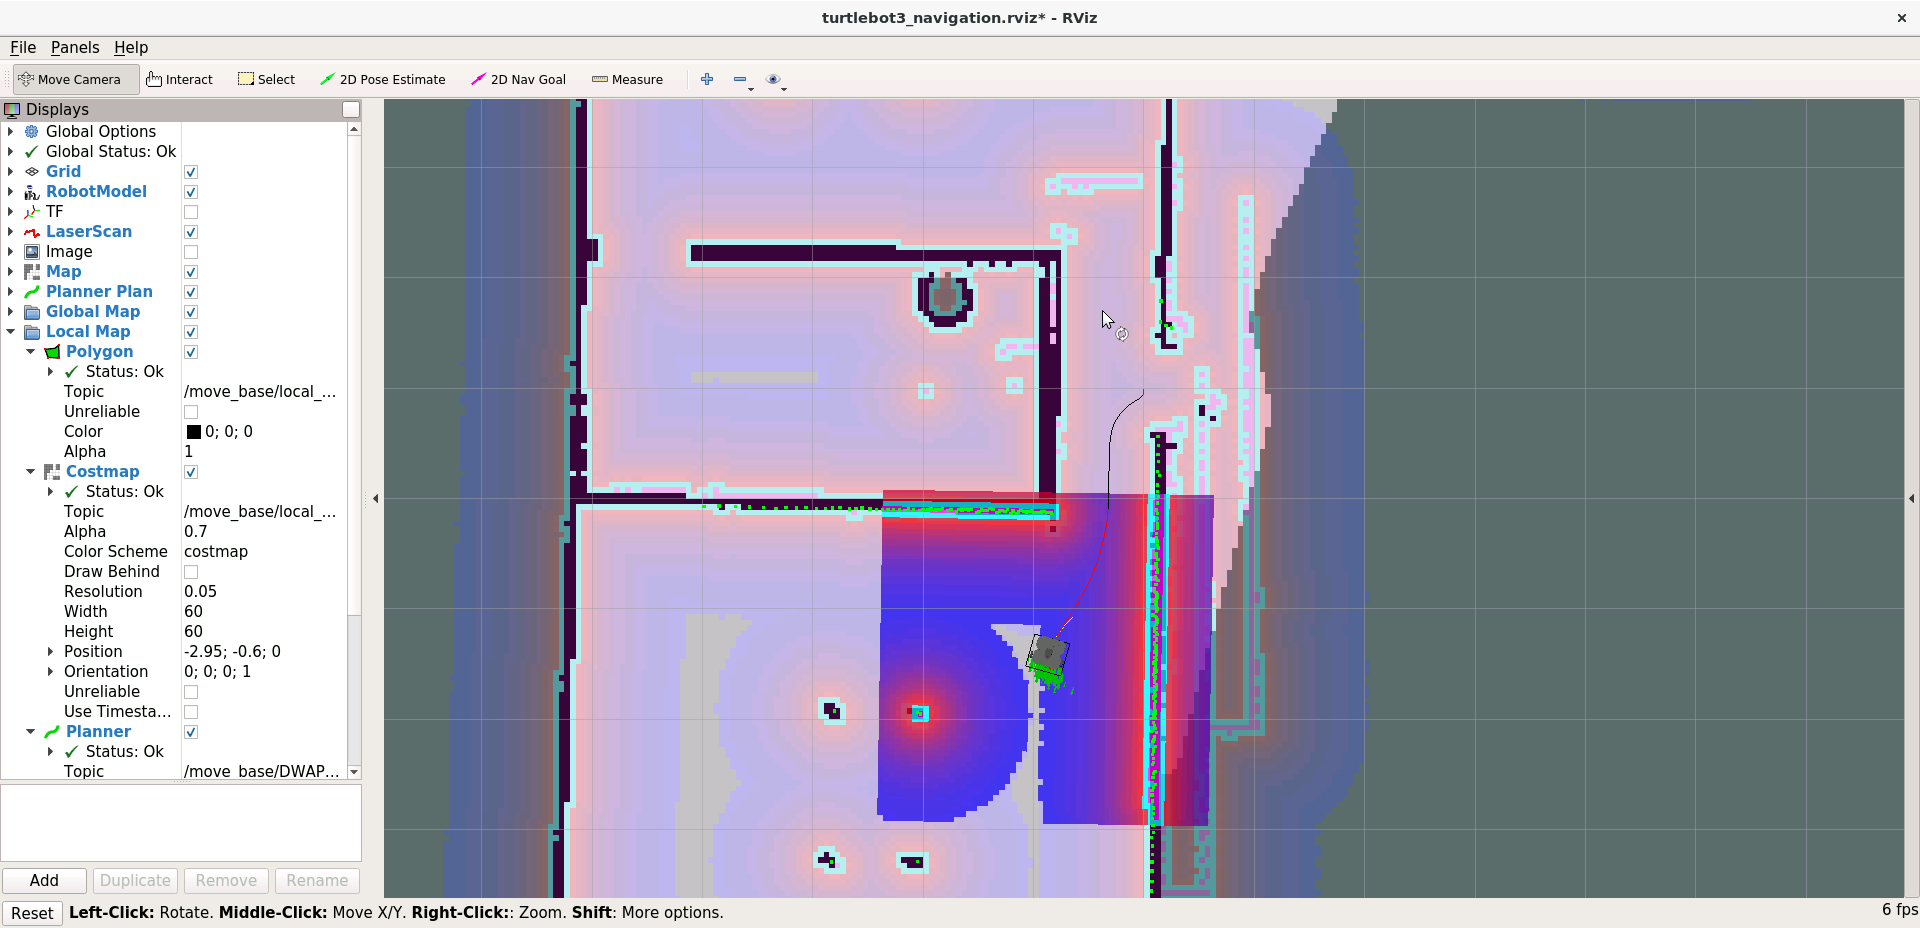 turtlebot3_navigation.rviz* - RViz
File Panels Help
Move Camera Interact Select 2D Pose Estimate 2D Nav Goal Measure
Displays
Global Options
Global Status: Ok
Grid
RobotModel
TF
LaserScan
Image
Map
Planner Plan
Global Map
Local Map
Polygon
Status: Ok
Topic /move_base/local_...
Unreliable
Color 0; 0; 0
Alpha 1
Costmap
Status: Ok
Topic /move_base/local_...
Alpha 0.7
Color Scheme costmap
Draw Behind
Resolution 0.05
Width 60
Height 60
Position -2.95; -0.6; 0
Orientation 0; 0; 0; 1
Unreliable
Use Timesta...
Planner
Status: Ok
Topic /move_base/DWAP...
Add Duplicate Remove Rename
Reset Left-Click: Rotate. Middle-Click: Move X/Y. Right-Click:: Zoom. Shift: More options. 6 fps